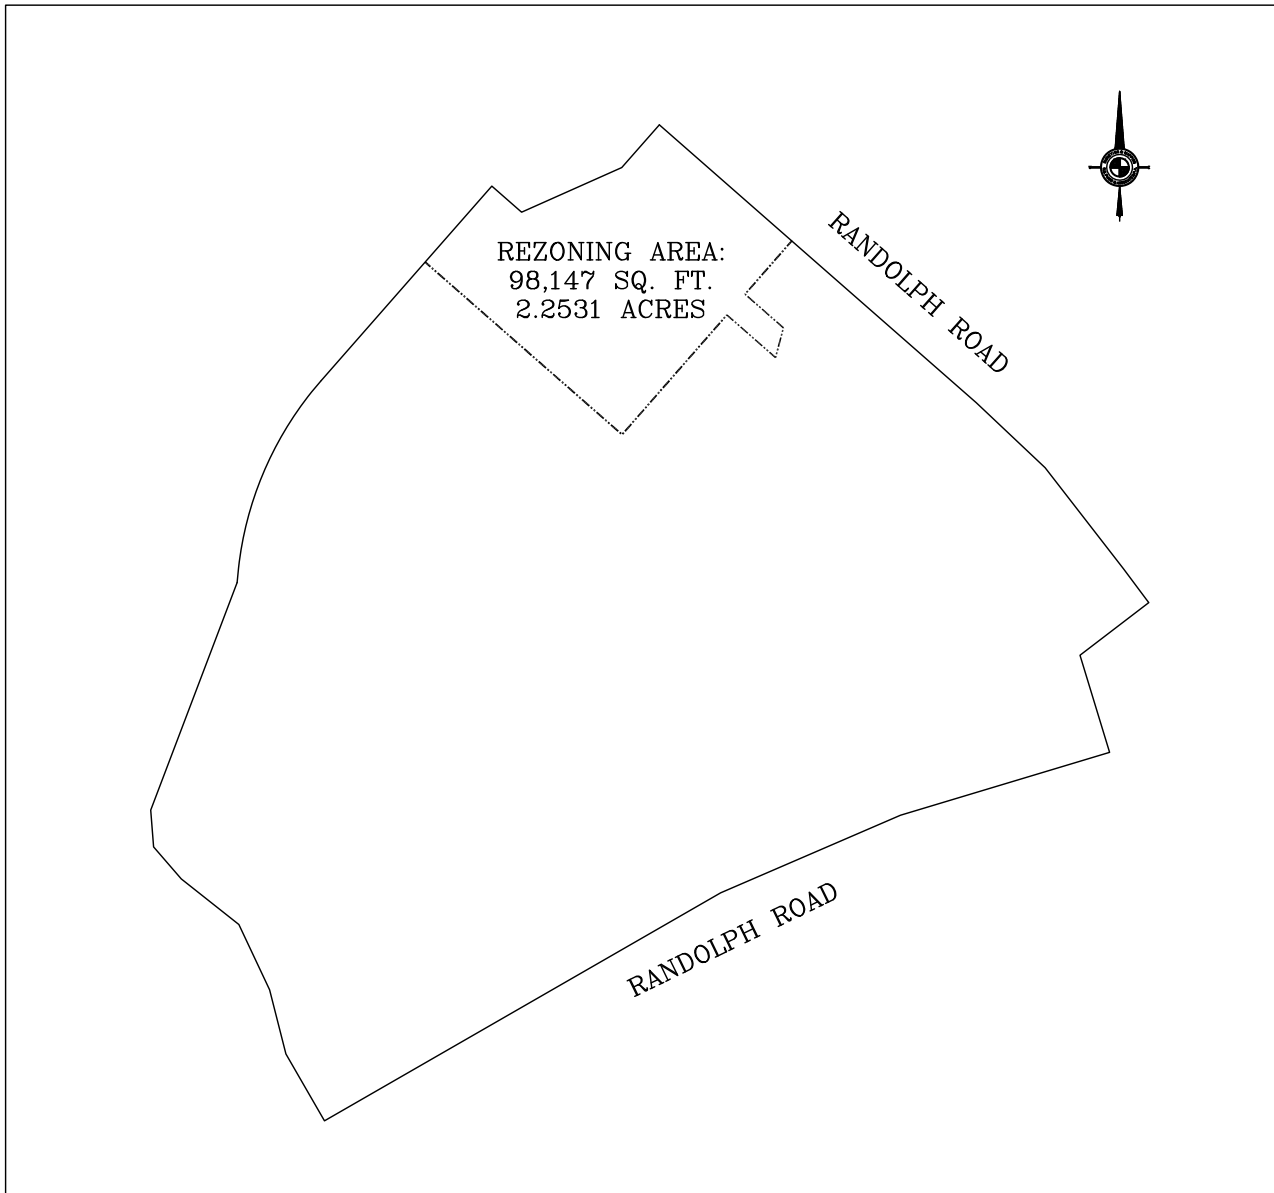 REZONING AREA:
98,147 SQ. FT.
2.2531 ACRES
RANDOLPH ROAD
RANDOLPH ROAD